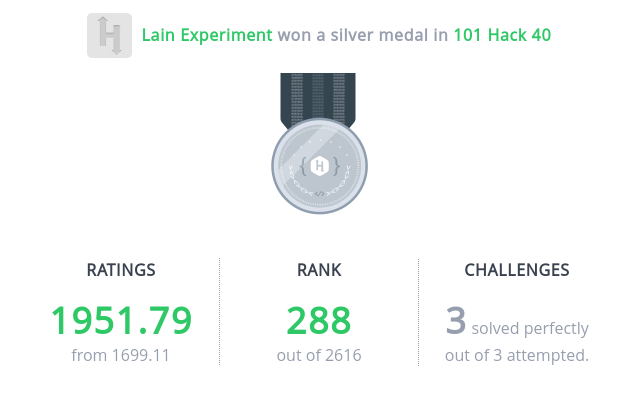 Lain Experiment won a silver medal in 101 Hack 40
RATINGS
1951.79
from 1699.11
RANK
288
out of 2616
CHALLENGES
3 solved perfectly
out of 3 attempted.